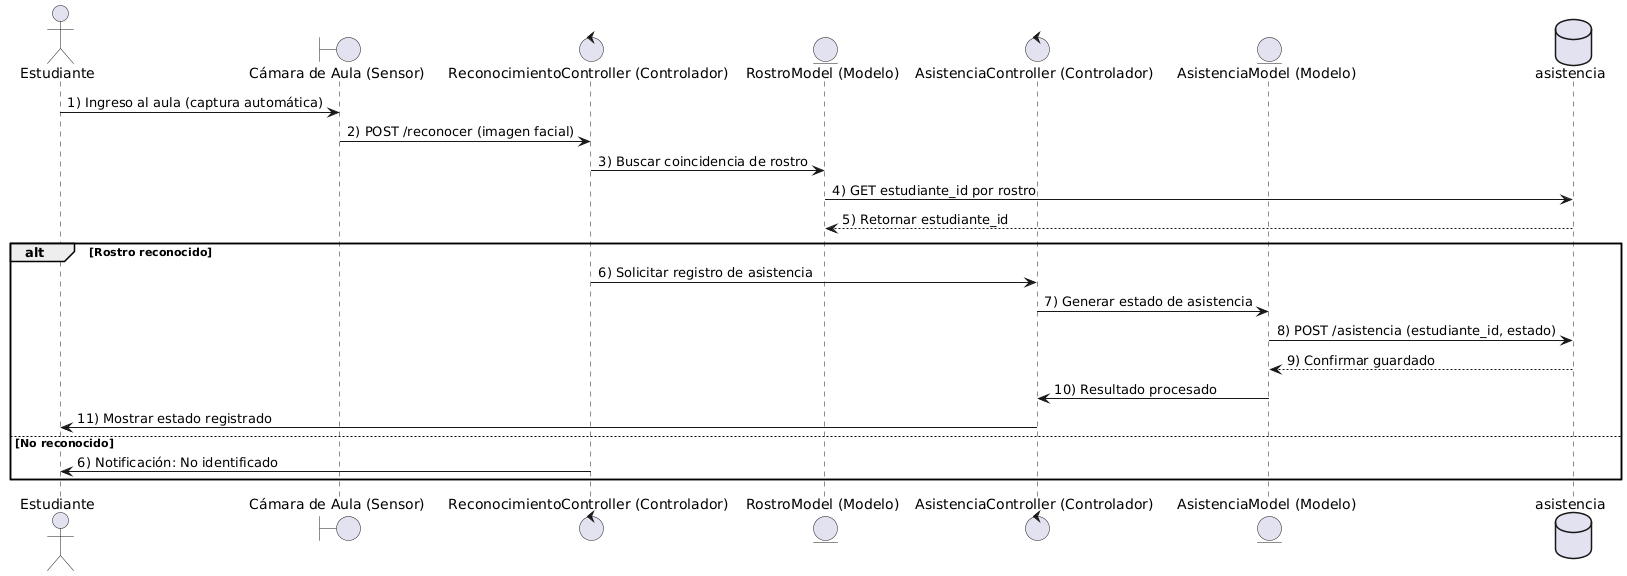 Estudiante
Cámara de Aula (Sensor)
ReconocimientoController (Controlador)
RostroModel (Modelo)
AsistenciaController (Controlador)
AsistenciaModel (Modelo)
asistencia
1) Ingreso al aula (captura automática)
2) POST /reconocer (imagen facial)
3) Buscar coincidencia de rostro
4) GET estudiante_id por rostro
5) Retornar estudiante_id
alt [Rostro reconocido]
6) Solicitar registro de asistencia
7) Generar estado de asistencia
8) POST /asistencia (estudiante_id, estado)
9) Confirmar guardado
10) Resultado procesado
11) Mostrar estado registrado
[No reconocido]
6) Notificación: No identificado
Estudiante
Cámara de Aula (Sensor)
ReconocimientoController (Controlador)
RostroModel (Modelo)
AsistenciaController (Controlador)
AsistenciaModel (Modelo)
asistencia